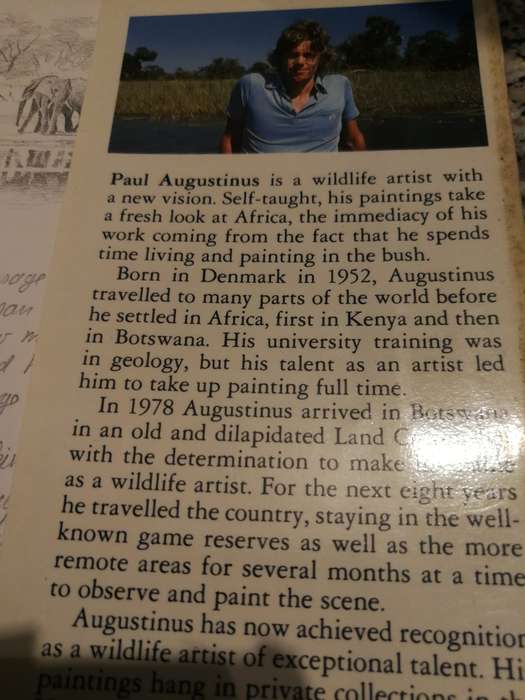 Paul Augustinus is a wildlife artist with
a new vision. Self-taught, his paintings take
a fresh look at Africa, the immediacy of his
work coming from the fact that he spends
time living and painting in the bush.
Born in Denmark in 1952, Augustinus
travelled to many parts of the world before
he settled in Africa, first in Kenya and then
in Botswana. His university training was
in geology, but his talent as an artist led
him to take up painting full time.
In 1978 Augustinus arrived in Botswana
in an old and dilapidated Land
with the determination to make
as a wildlife artist. For the next eight years
he travelled the country, staying in the well-
known game reserves as well as the more
remote areas for several months at a time
to observe and paint the scene.
Augustinus has now achieved recognition
as a wildlife artist of exceptional talent. Hi
paintings hang in private collections